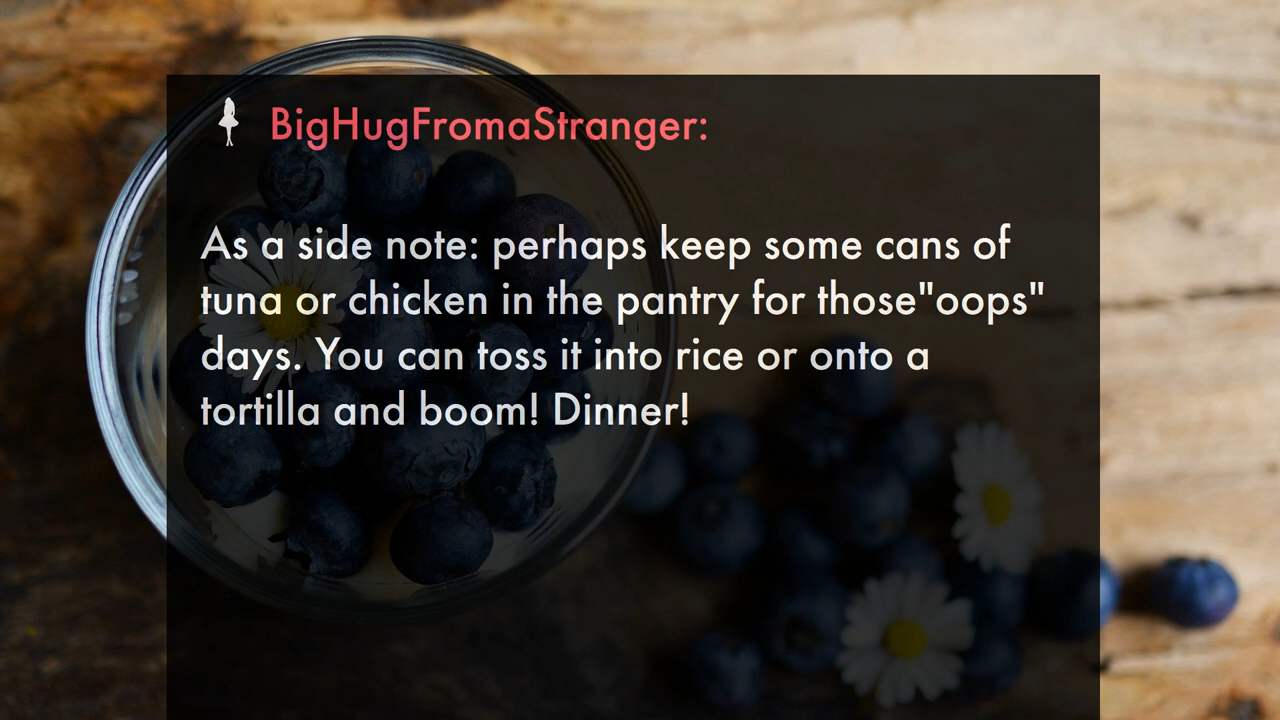 BigHugFromaStranger:
As a side note: perhaps keep some cans of
tuna or chicken in the pantry for those"oops"
days. You can toss it into rice or onto a
tortilla and boom! Dinner!